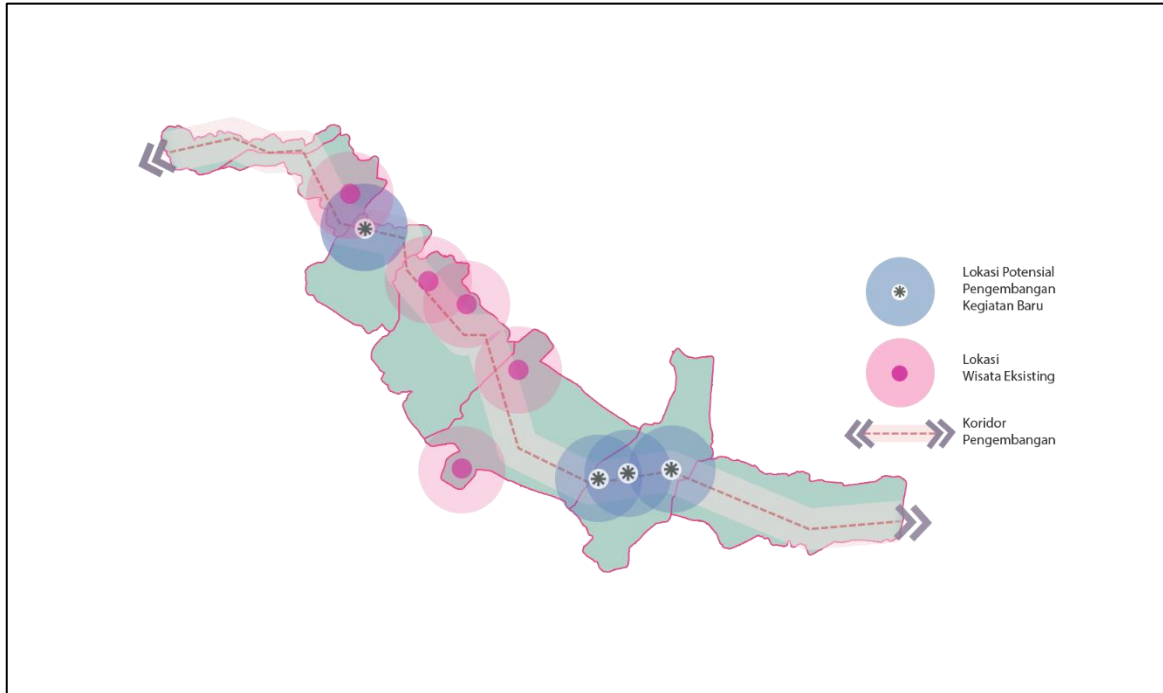 Lokasi Potensial
Pengembangan
Kegiatan Baru
Lokasi
Wisata Eksisting
Koridor
Pengembangan